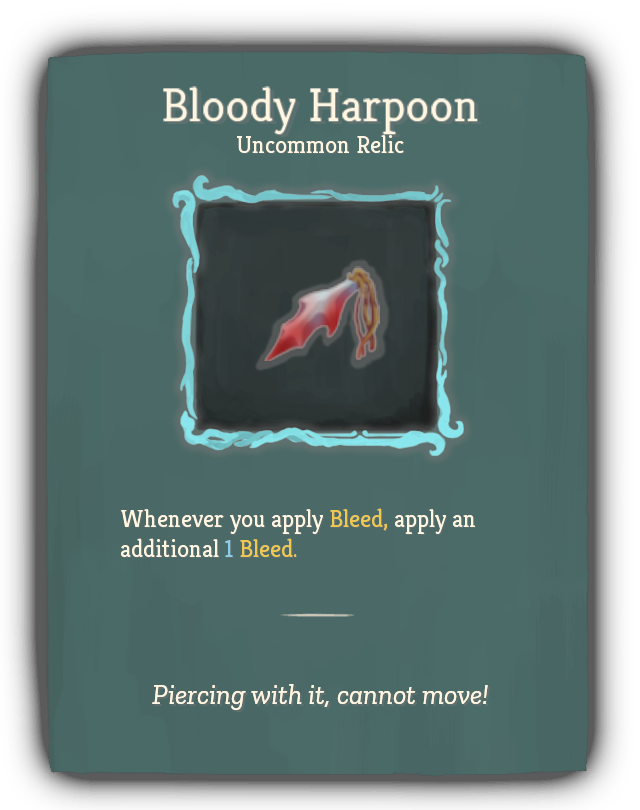 Bloody Harpoon
Uncommon Relic
Whenever you apply Bleed, apply an
additional 1 Bleed.
Piercing with it, cannot move!